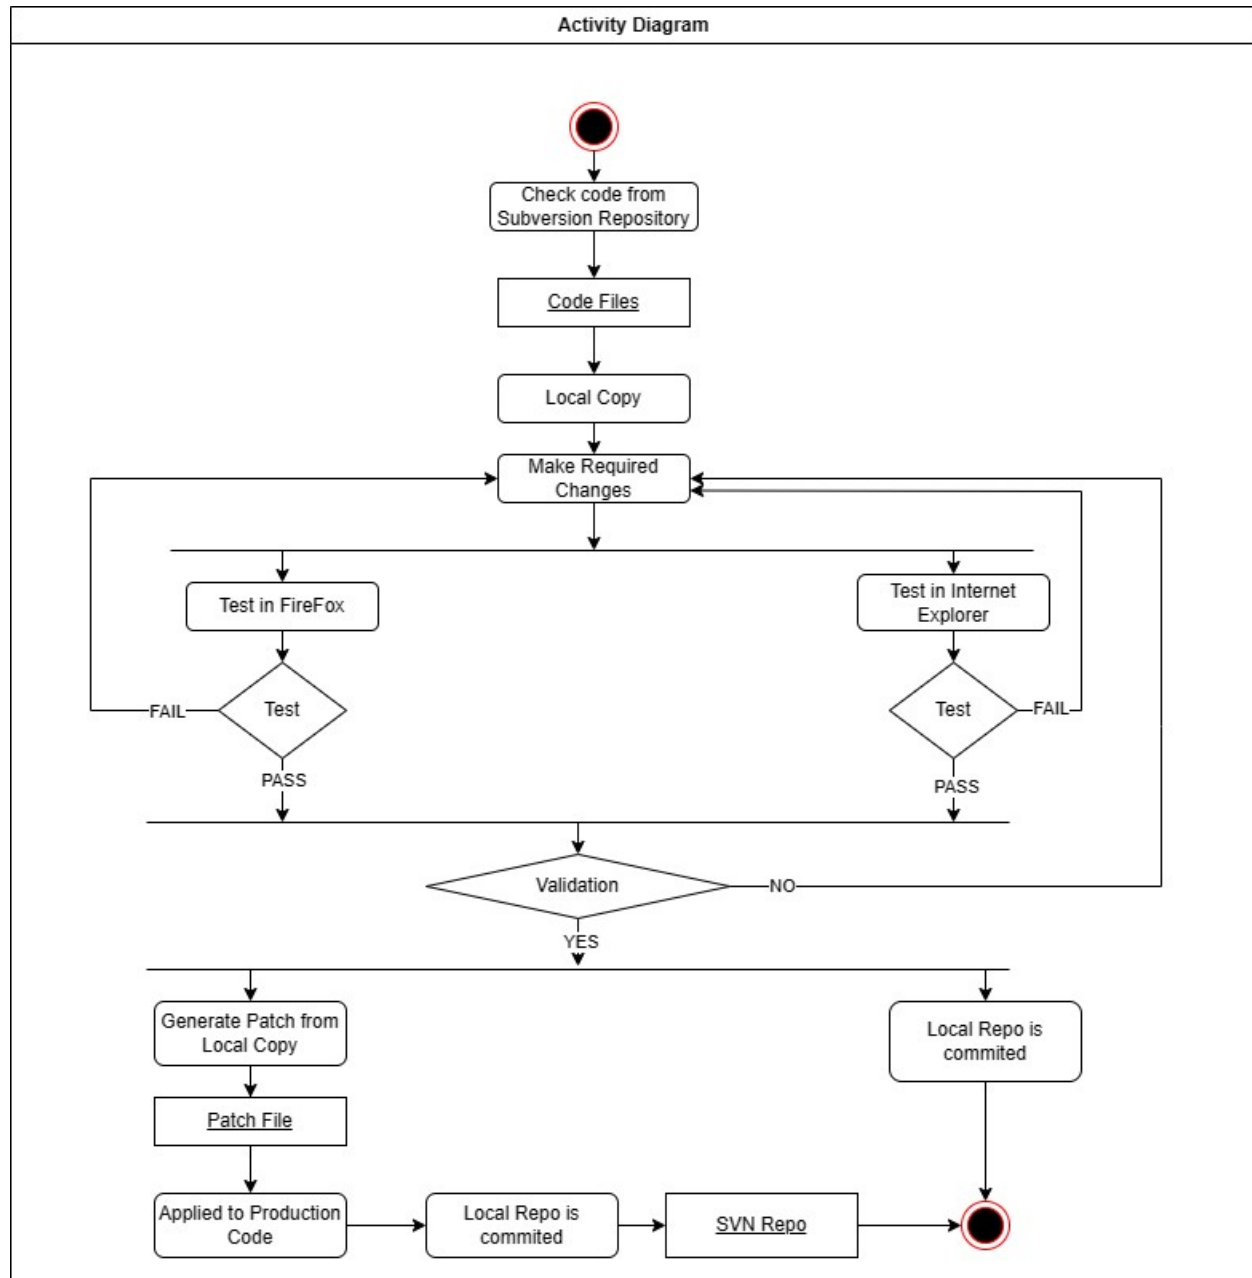 Activity Diagram
Check code from
Subversion Repository
Code Files
Local Copy
Make Required
Changes
Test in FireFox
Test in Internet
Explorer
Test
FAIL
Test
FAIL
PASS
PASS
Validation
NO
YES
Generate Patch from
Local Copy
Local Repo is
commited
Patch File
Applied to Production
Code
Local Repo is
commited
SVN Repo